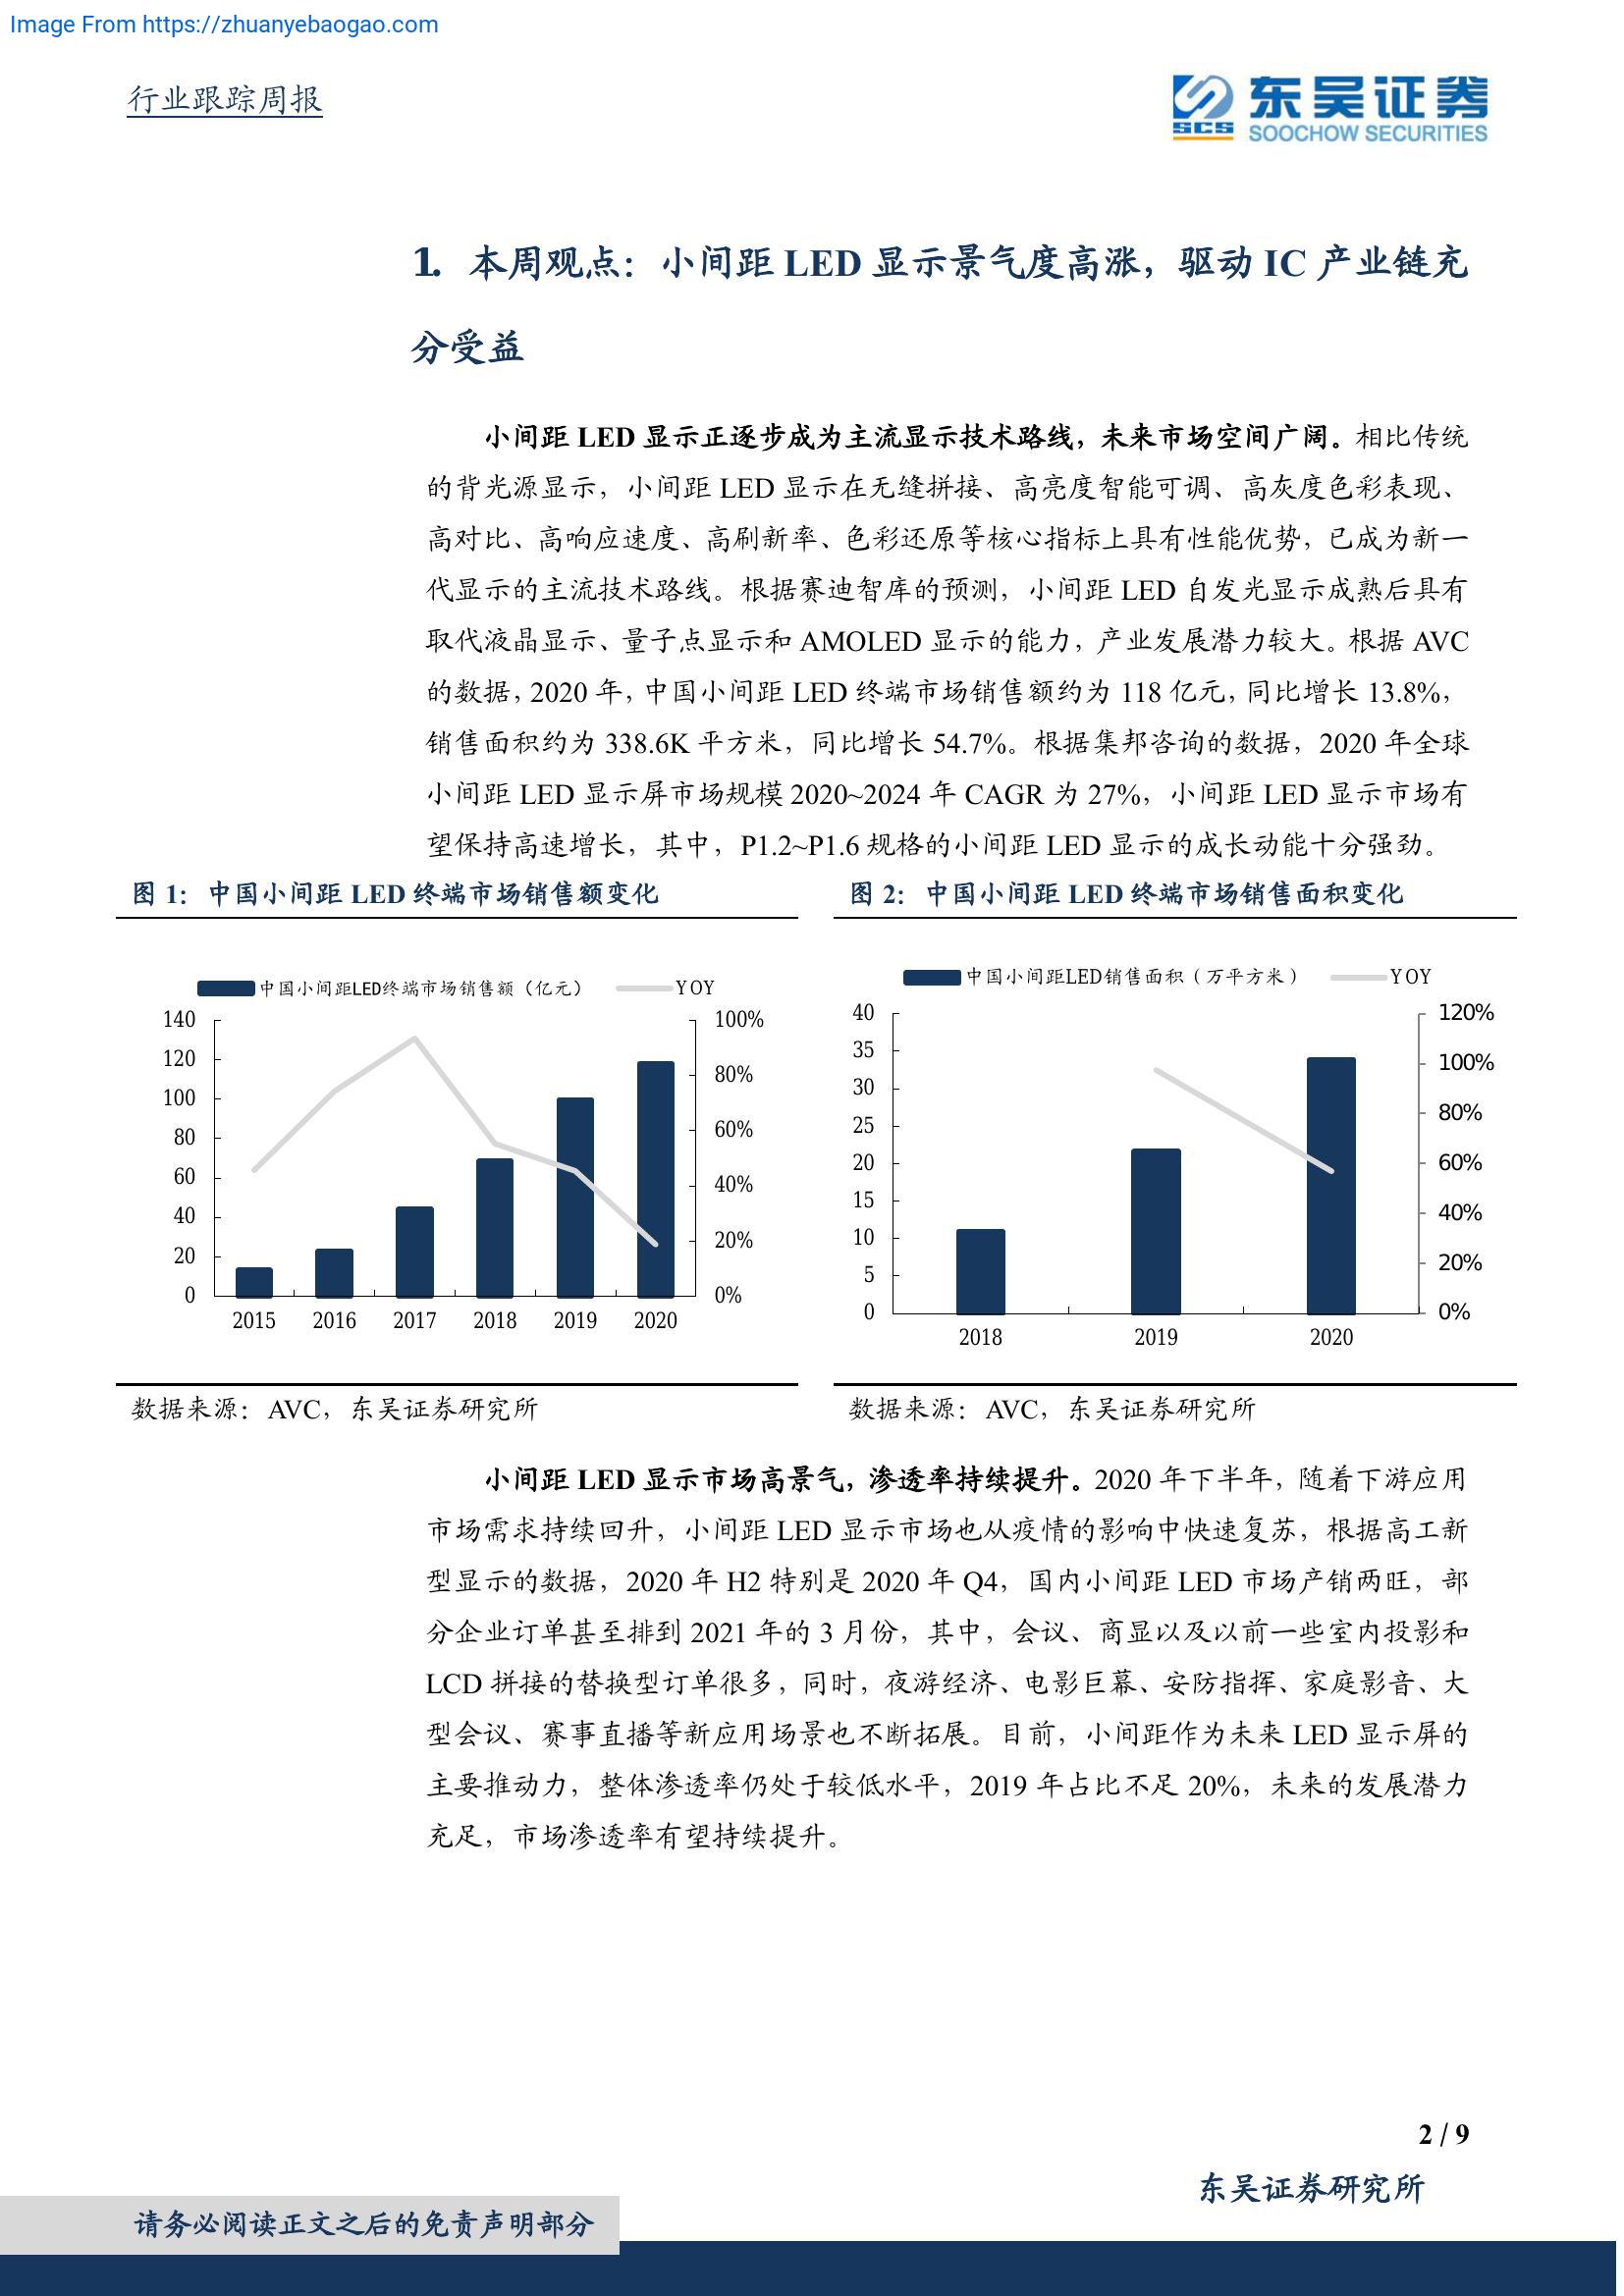 Image From https://zhuanyebaogao.com
行业跟踪周报
SCS
东吴证券
SOOCHOW SECURITIES
1. 本周观点：小间距 LED 显示景气度高涨，驱动 IC 产业链充
分受益
小间距 LED 显示正逐步成为主流显示技术路线，未来市场空间广阔。相比传统
的背光源显示，小间距 LED 显示在无缝拼接、高亮度智能可调、高灰度色彩表现、
高对比、高响应速度、高刷新率、色彩还原等核心指标上具有性能优势，已成为新一
代显示的主流技术路线。根据赛迪智库的预测，小间距 LED 自发光显示成熟后具有
取代液晶显示、量子点显示和 AMOLED 显示的能力，产业发展潜力较大。根据 AVC
的数据，2020 年，中国小间距 LED 终端市场销售额约为 118 亿元，同比增长 13.8%，
销售面积约为 338.6K 平方米，同比增长 54.7%。根据集邦咨询的数据，2020 年全球
小间距 LED 显示屏市场规模 2020~2024 年 CAGR 为 27%，小间距 LED 显示市场有
望保持高速增长，其中，P1.2~P1.6 规格的小间距 LED 显示的成长动能十分强劲。
图 1：中国小间距 LED 终端市场销售额变化
中国小间距LED终端市场销售额（亿元）
YOY
140
120
100
80
60
40
20
0
100%
80%
60%
40%
20%
0%
2015 2016 2017 2018 2019 2020
数据来源：AVC，东吴证券研究所
图 2：中国小间距 LED 终端市场销售面积变化
中国小间距LED销售面积（万平方米）
YOY
40
35
30
25
20
15
10
5
0
120%
100%
80%
60%
40%
20%
0%
2018 2019 2020
数据来源：AVC，东吴证券研究所
小间距 LED 显示市场高景气，渗透率持续提升。2020 年下半年，随着下游应用
市场需求持续回升，小间距 LED 显示市场也从疫情的影响中快速复苏，根据高工新
型显示的数据，2020 年 H2 特别是 2020 年 Q4，国内小间距 LED 市场产销两旺，部
分企业订单甚至排到 2021 年的 3 月份，其中，会议、商显以及以前一些室内投影和
LCD 拼接的替换型订单很多，同时，夜游经济、电影巨幕、安防指挥、家庭影音、大
型会议、赛事直播等新应用场景也不断拓展。目前，小间距作为未来 LED 显示屏的
主要推动力，整体渗透率仍处于较低水平，2019 年占比不足 20%，未来的发展潜力
充足，市场渗透率有望持续提升。
2 / 9
东吴证券研究所
请务必阅读正文之后的免责声明部分